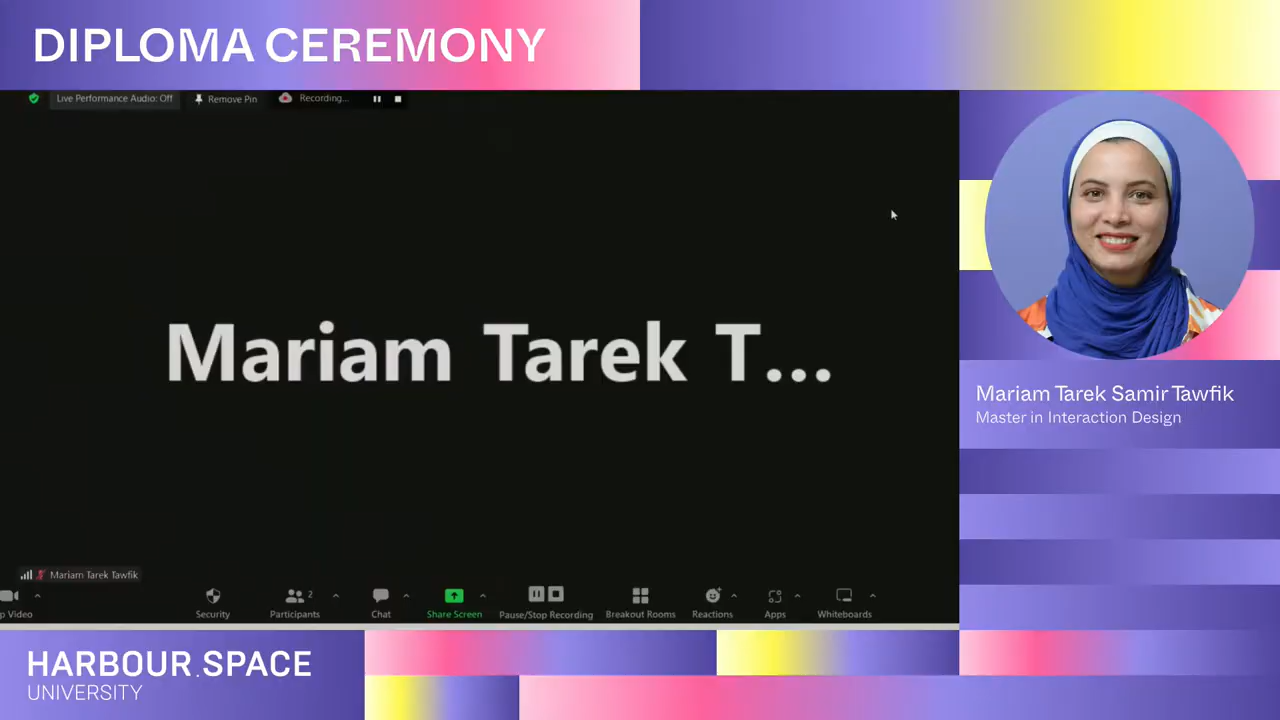 DIPLOMA CEREMONY
Live Performance Audio: Off
Remove Pin
Recording...
Mariam Tarek T...
Mariam Tarek Samir Tawfik
Master in Interaction Design
Mariam Tarek Tawfik
p Video
Security
Participants
2
Chat
Share Screen
Pause/Stop Recording
Breakout Rooms
Reactions
Apps
Whiteboards
HARBOUR.SPACE
UNIVERSITY